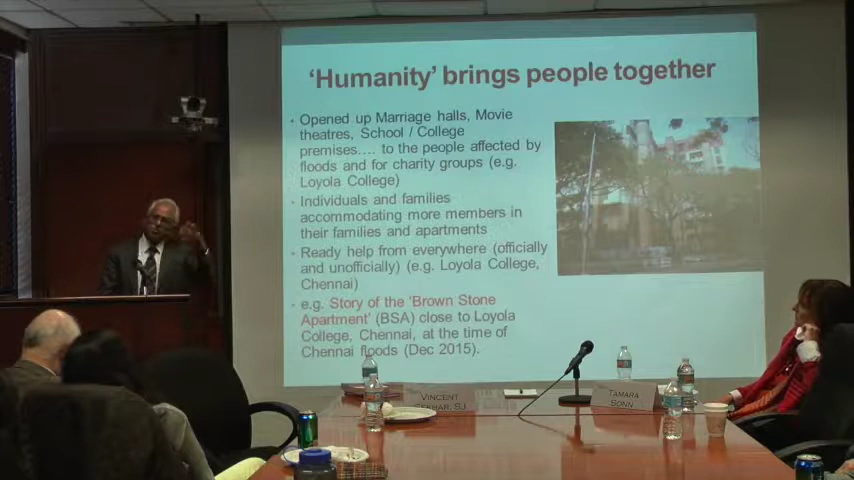 'Humanity' brings people together
• Opened up Marriage halls, Movie
theatres, School / College
premises.... to the people affected by
floods and for charity groups (e.g.
Loyola College)
• Individuals and families
accommodating more members in
their families and apartments
• Ready help from everywhere (officially
and unofficially) (e.g. Loyola College,
Chennai)
• e.g. Story of the 'Brown Stone
Apartment' (BSA) close to Loyola
College, Chennai, at the time of
Chennai floods (Dec 2015).
VINCENT
SEKHAR, SJ
TAMARA
SONN